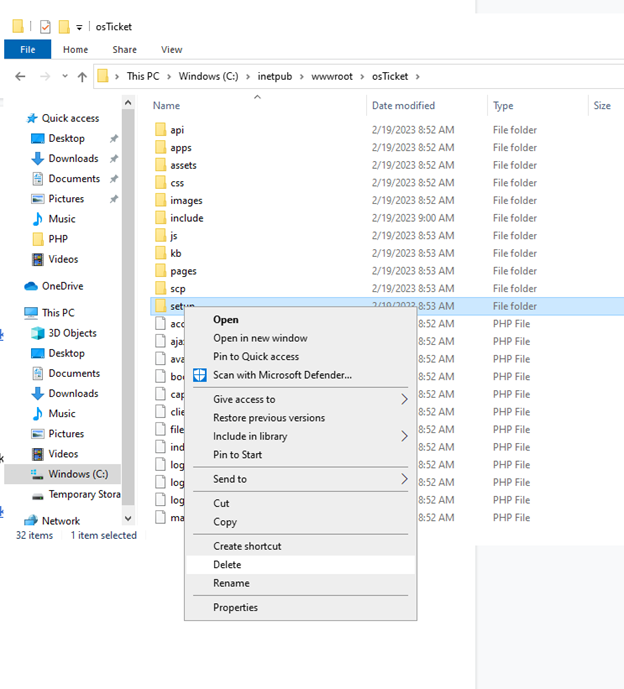 osTicket
File Home Share View
This PC Windows (C:) inetpub wwwroot osTicket
Name Date modified Type Size
Quick access
Desktop
Downloads
Documents
Pictures
Music
PHP
Videos
OneDrive
This PC
3D Objects
Desktop
Documents
Downloads
Music
Pictures
Videos
Windows (C:)
Temporary Stora
Network
api 2/19/2023 8:52 AM File folder
apps 2/19/2023 8:52 AM File folder
assets 2/19/2023 8:52 AM File folder
css 2/19/2023 8:52 AM File folder
images 2/19/2023 8:52 AM File folder
include 2/19/2023 9:00 AM File folder
js 2/19/2023 8:53 AM File folder
kb 2/19/2023 8:53 AM File folder
pages 2/19/2023 8:53 AM File folder
scp 2/19/2023 8:53 AM File folder
setup 2/19/2023 8:53 AM File folder
acc 8:52 AM PHP File
aja 8:52 AM PHP File
ava 8:52 AM PHP File
boo 8:52 AM PHP File
cap 8:52 AM PHP File
clie 8:52 AM PHP File
file 8:52 AM PHP File
ind 8:52 AM PHP File
log 8:52 AM PHP File
log 8:52 AM PHP File
log 8:52 AM PHP File
ma 8:52 AM PHP File
Open
Open in new window
Pin to Quick access
Scan with Microsoft Defender...
Give access to
Restore previous versions
Include in library
Pin to Start
Send to
Cut
Copy
Create shortcut
Delete
Rename
Properties
32 items 1 item selected